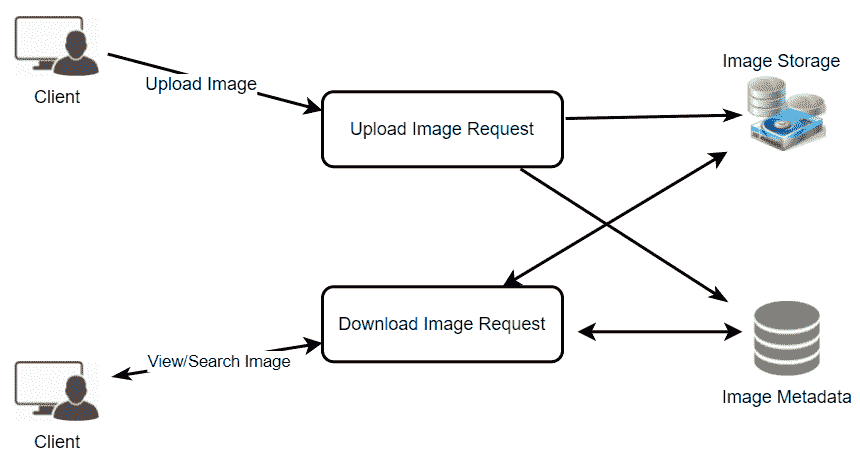 Client
Upload Image
Upload Image Request
Image Storage
Download Image Request
View/Search Image
Client
Image Metadata